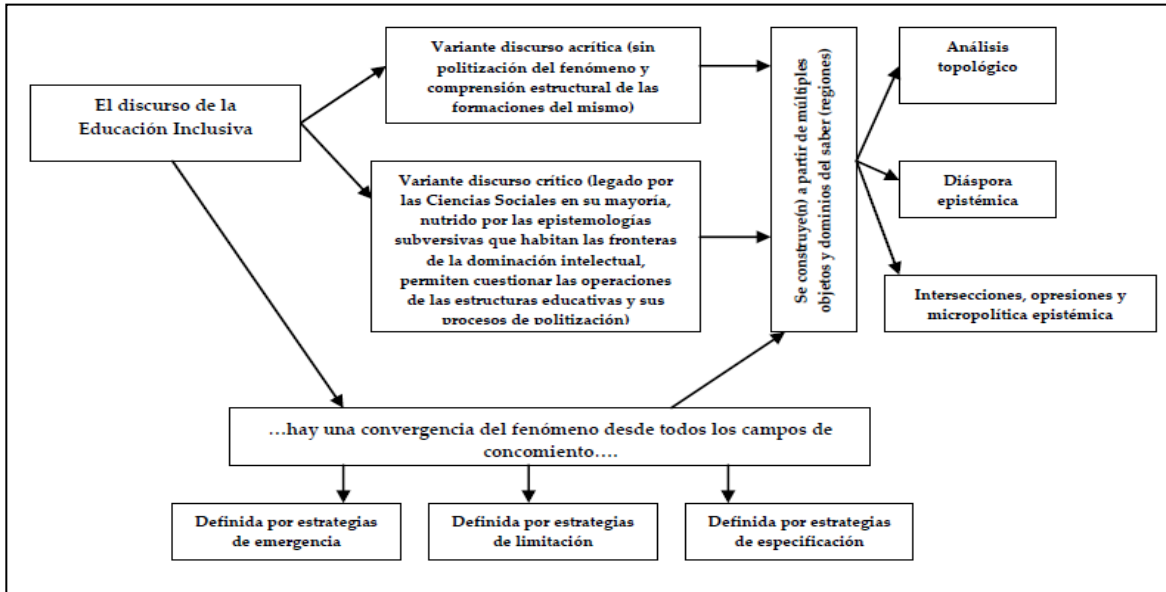 El discurso de la
Educación Inclusiva
Variante discurso acrítica (sin
politización del fenómeno y
comprensión estructural de las
formaciones del mismo)
Variante discurso crítico (legado por
las Ciencias Sociales en su mayoría,
nutrido por las epistemologías
subversivas que habitan las fronteras
de la dominación intelectual,
permiten cuestionar las operaciones
de las estructuras educativas y sus
procesos de politización)
Se construye(n) a partir de múltiples
objetos y dominios del saber (regiones)
Análisis
topológico
Diáspora
epistémica
Intersecciones, opresiones y
micropolítica epistémica
…hay una convergencia del fenómeno desde todos los campos de
concomiento….
Definida por estrategias
de emergencia
Definida por estrategias
de limitación
Definida por estrategias
de especificación